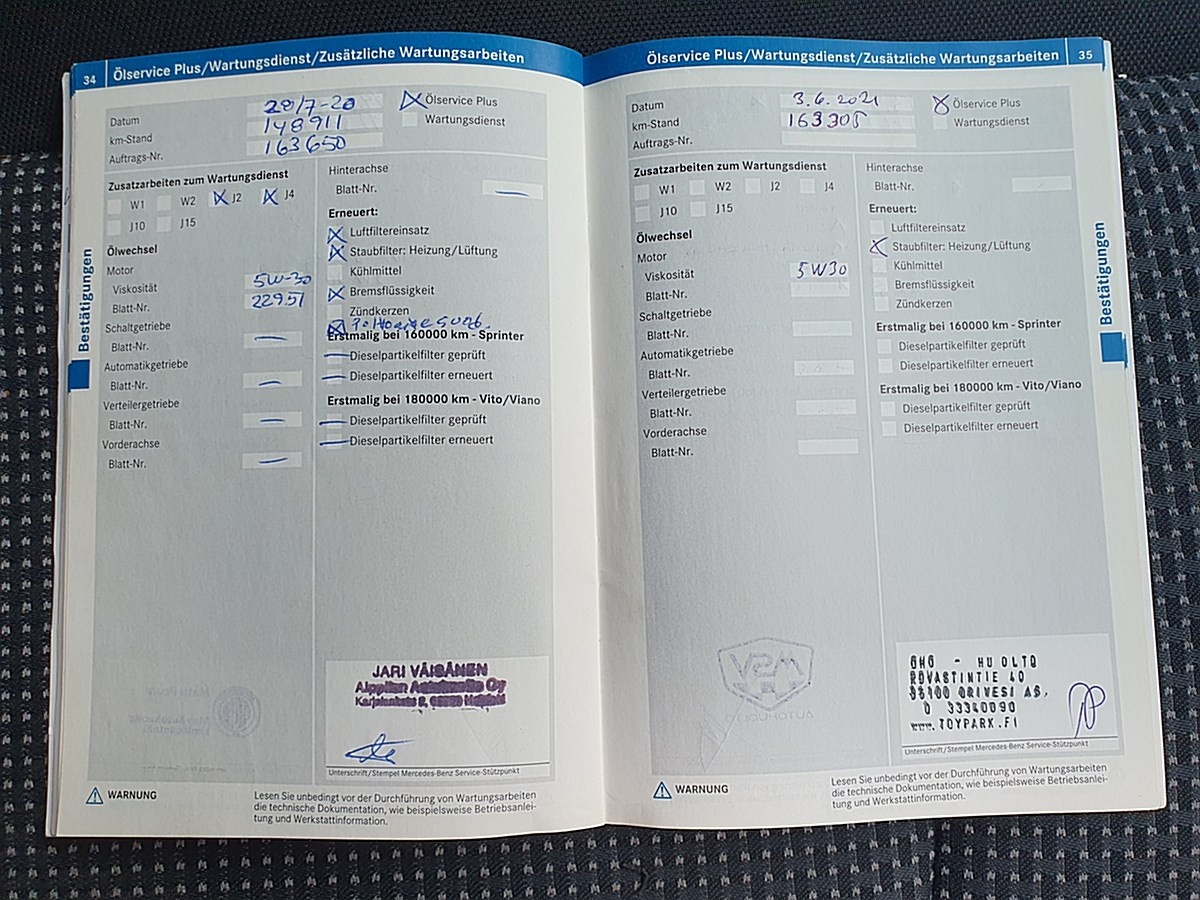 34 Ölservice Plus/Wartungsdienst/Zusätzliche Wartungsarbeiten
Datum 28/7-20
km-Stand 148911
Auftrags-Nr. 163650
Ölservice Plus
Wartungsdienst
Zusatzarbeiten zum Wartungsdienst
W1 W2 J2 J4
J10 J15
Ölwechsel
Motor
Viskosität 5W-30
Blatt-Nr. 229.51
Schaltgetriebe
Blatt-Nr.
Automatikgetriebe
Blatt-Nr.
Verteilergetriebe
Blatt-Nr.
Vorderachse
Blatt-Nr.
Hinterachse
Blatt-Nr.
Erneuert:
Luftfiltereinsatz
Staubfilter: Heizung/Lüftung
Kühlmittel
Bremsflüssigkeit
Zündkerzen
Erstmalig bei 160000 km - Sprinter
Dieselpartikelfilter geprüft
Dieselpartikelfilter erneuert
Erstmalig bei 180000 km - Vito/Viano
Dieselpartikelfilter geprüft
Dieselpartikelfilter erneuert
JARI VÄISÄNEN
Unterschrift/Stempel Mercedes-Benz Service-Stützpunkt
WARNUNG
Lesen Sie unbedingt vor der Durchführung von Wartungsarbeiten
die technische Dokumentation, wie beispielsweise Betriebsanlei-
tung und Werkstattinformation.
Bestätigungen
Ölservice Plus/Wartungsdienst/Zusätzliche Wartungsarbeiten 35
Datum 3.6.2021
km-Stand 163305
Auftrags-Nr.
Ölservice Plus
Wartungsdienst
Zusatzarbeiten zum Wartungsdienst
W1 W2 J2 J4
J10 J15
Ölwechsel
Motor
Viskosität 5W30
Blatt-Nr.
Schaltgetriebe
Blatt-Nr.
Automatikgetriebe
Blatt-Nr.
Verteilergetriebe
Blatt-Nr.
Vorderachse
Blatt-Nr.
Hinterachse
Blatt-Nr.
Erneuert:
Luftfiltereinsatz
Staubfilter: Heizung/Lüftung
Kühlmittel
Bremsflüssigkeit
Zündkerzen
Erstmalig bei 160000 km - Sprinter
Dieselpartikelfilter geprüft
Dieselpartikelfilter erneuert
Erstmalig bei 180000 km - Vito/Viano
Dieselpartikelfilter geprüft
Dieselpartikelfilter erneuert
- HUOLTO
ROVASTINTIE 40
35100 ORIVESI AS.
0 33340090
www.TOYPARK.FI
Unterschrift/Stempel Mercedes-Benz Service-Stützpunkt
WARNUNG
Lesen Sie unbedingt vor der Durchführung von Wartungsarbeiten
die technische Dokumentation, wie beispielsweise Betriebsanlei-
tung und Werkstattinformation.
Bestätigungen